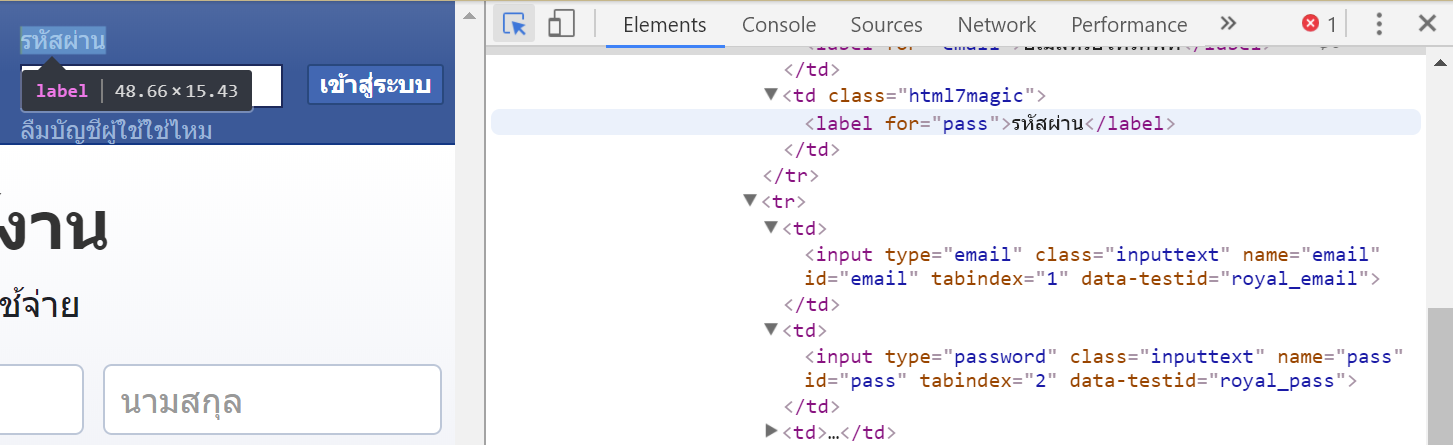 รหัสผ่าน
label 48.66 × 15.43
เข้าสู่ระบบ
ลืมบัญชีผู้ใช้ใช่ไหม
งาน
ช้จ่าย
นามสกุล
Elements Console Sources Network Performance » 1
</td>
<td class="html7magic">
<label for="pass">รหัสผ่าน</label>
</td>
</tr>
<tr>
<td>
<input type="email" class="inputtext" name="email"
id="email" tabindex="1" data-testid="royal_email">
</td>
<td>
<input type="password" class="inputtext" name="pass"
id="pass" tabindex="2" data-testid="royal_pass">
</td>
<td>…</td>